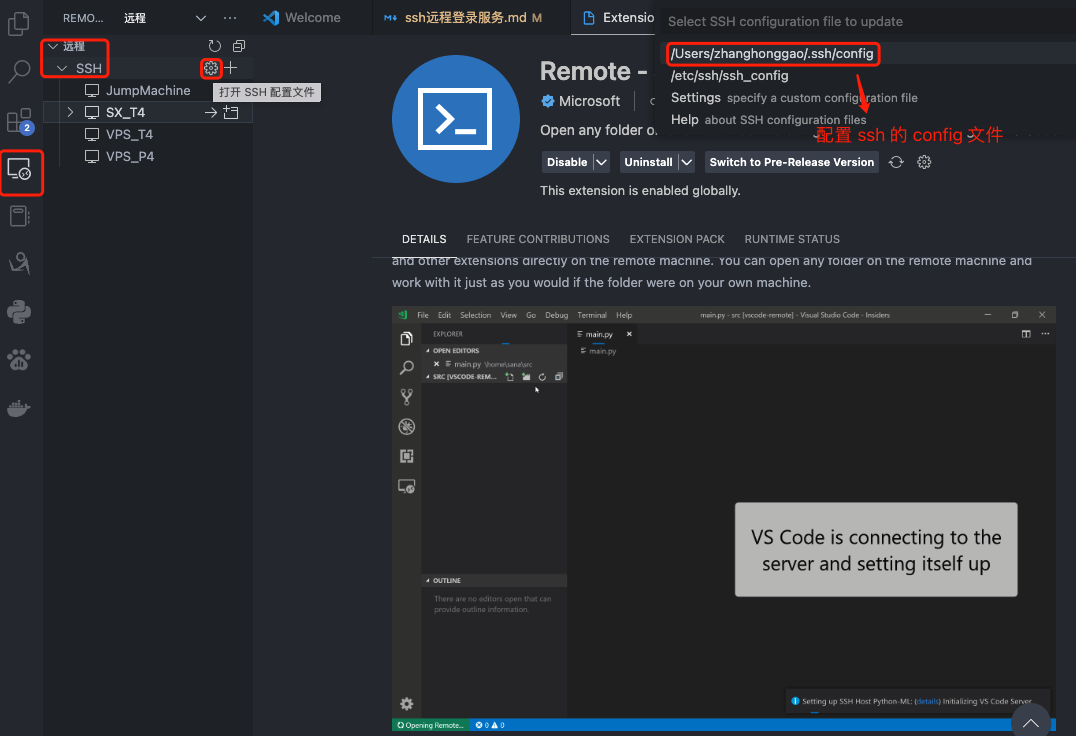 REMO...
远程
Welcome
ssh远程登录服务.md M
Extensio
Select SSH configuration file to update
远程
SSH
/Users/zhanghonggao/.ssh/config
/etc/ssh/ssh_config
Settings specify a custom configuration file
Help about SSH configuration files
配置 ssh 的 config 文件
打开 SSH 配置文件
JumpMachine
SX_T4
VPS_T4
VPS_P4
2
Remote -
Microsoft
Open any folder o
Disable
Uninstall
Switch to Pre-Release Version
This extension is enabled globally.
DETAILS
FEATURE CONTRIBUTIONS
EXTENSION PACK
RUNTIME STATUS
and other extensions directly on the remote machine. You can open any folder on the remote machine and
work with it just as you would if the folder were on your own machine.
File Edit Selection View Go Debug Terminal Help
main.py - src [vscode-remote] - Visual Studio Code - Insiders
EXPLORER
main.py
OPEN EDITORS
main.py
main.py \home\sana\src
SRC [VSCODE-REM...
VS Code is connecting to the
server and setting itself up
OUTLINE
There are no editors open that can
provide outline information.
Setting up SSH Host Python-ML: (details) Initializing VS Code Server
Opening Remote...
0 0